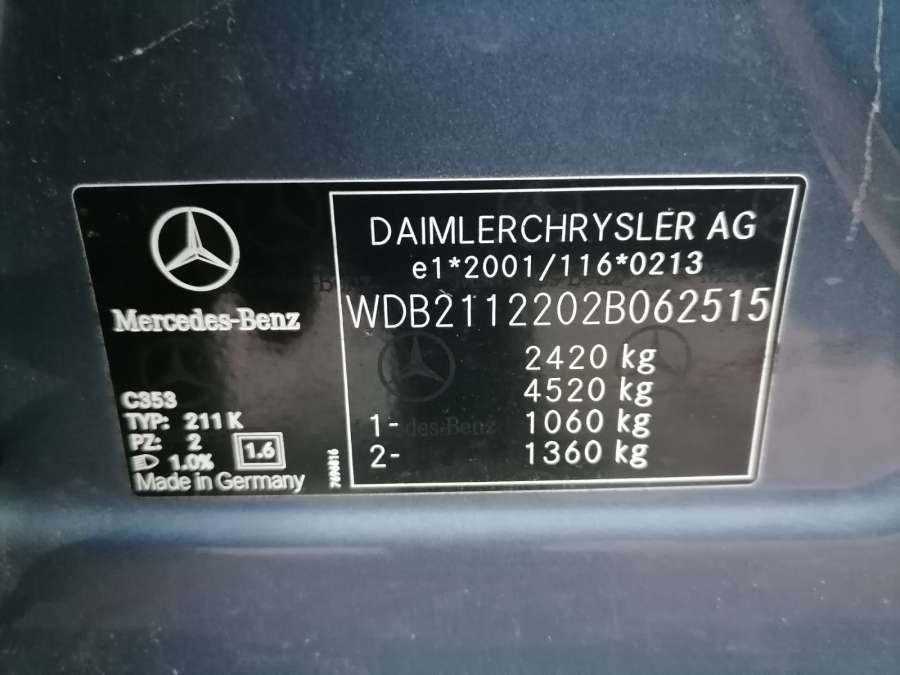 Mercedes-Benz
C353
TYP: 211 K
PZ: 2
1.0% 1.6
Made in Germany
DAIMLERCHRYSLER AG
e1*2001/116*0213
WDB2112202B062515
2420 kg
4520 kg
1- 1060 kg
2- 1360 kg